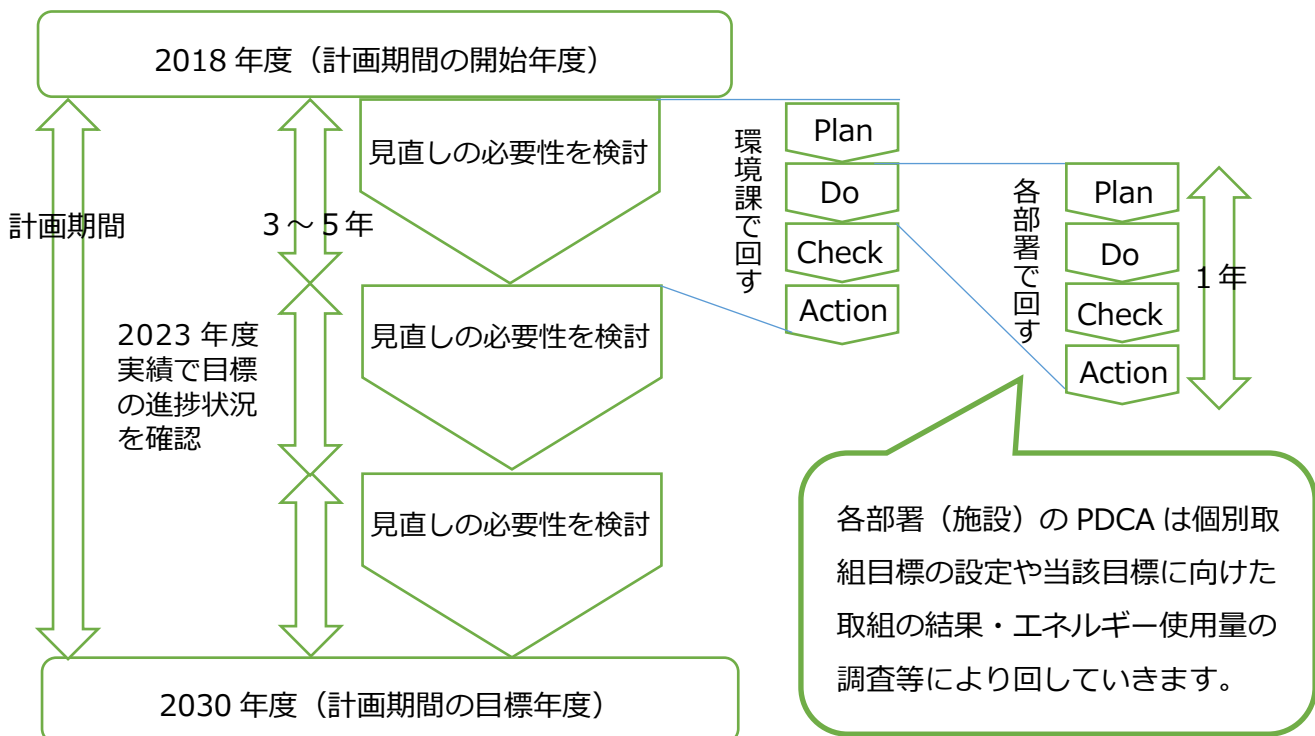 2018 年度（計画期間の開始年度）
計画期間
３～５年
見直しの必要性を検討
2023 年度
実績で目標
の進捗状況
を確認
見直しの必要性を検討
見直しの必要性を検討
環境課で回す
Plan
Do
Check
Action
各部署で回す
Plan
Do
Check
Action
１年
各部署（施設）の PDCA は個別取
組目標の設定や当該目標に向けた
取組の結果・エネルギー使用量の
調査等により回していきます。
2030 年度（計画期間の目標年度）